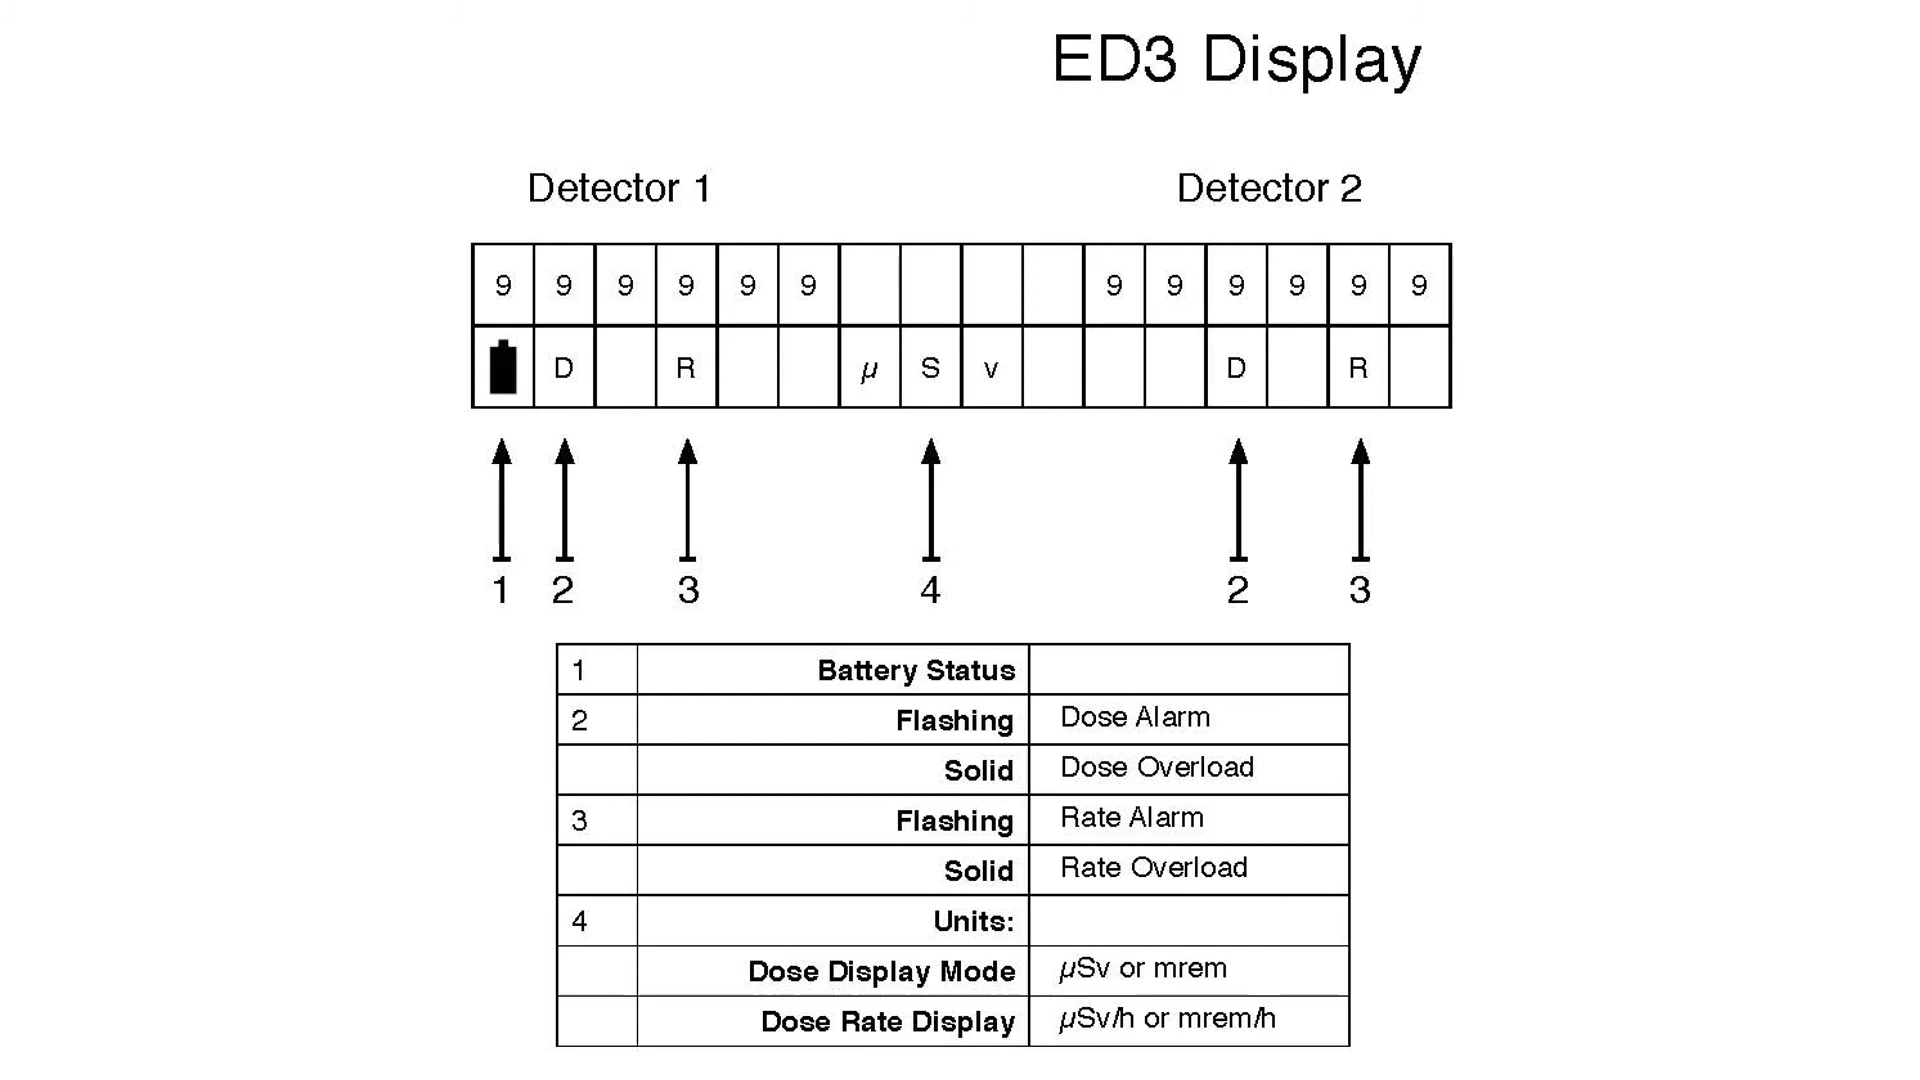 ED3 Display
Detector 1 Detector 2
9 9 9 9 9 9 9 9 9 9 9 9
D R µ S v D R
1 2 3 4 2 3
1 Battery Status
2 Flashing Dose Alarm
Solid Dose Overload
3 Flashing Rate Alarm
Solid Rate Overload
4 Units:
Dose Display Mode µSv or mrem
Dose Rate Display µSv/h or mrem/h